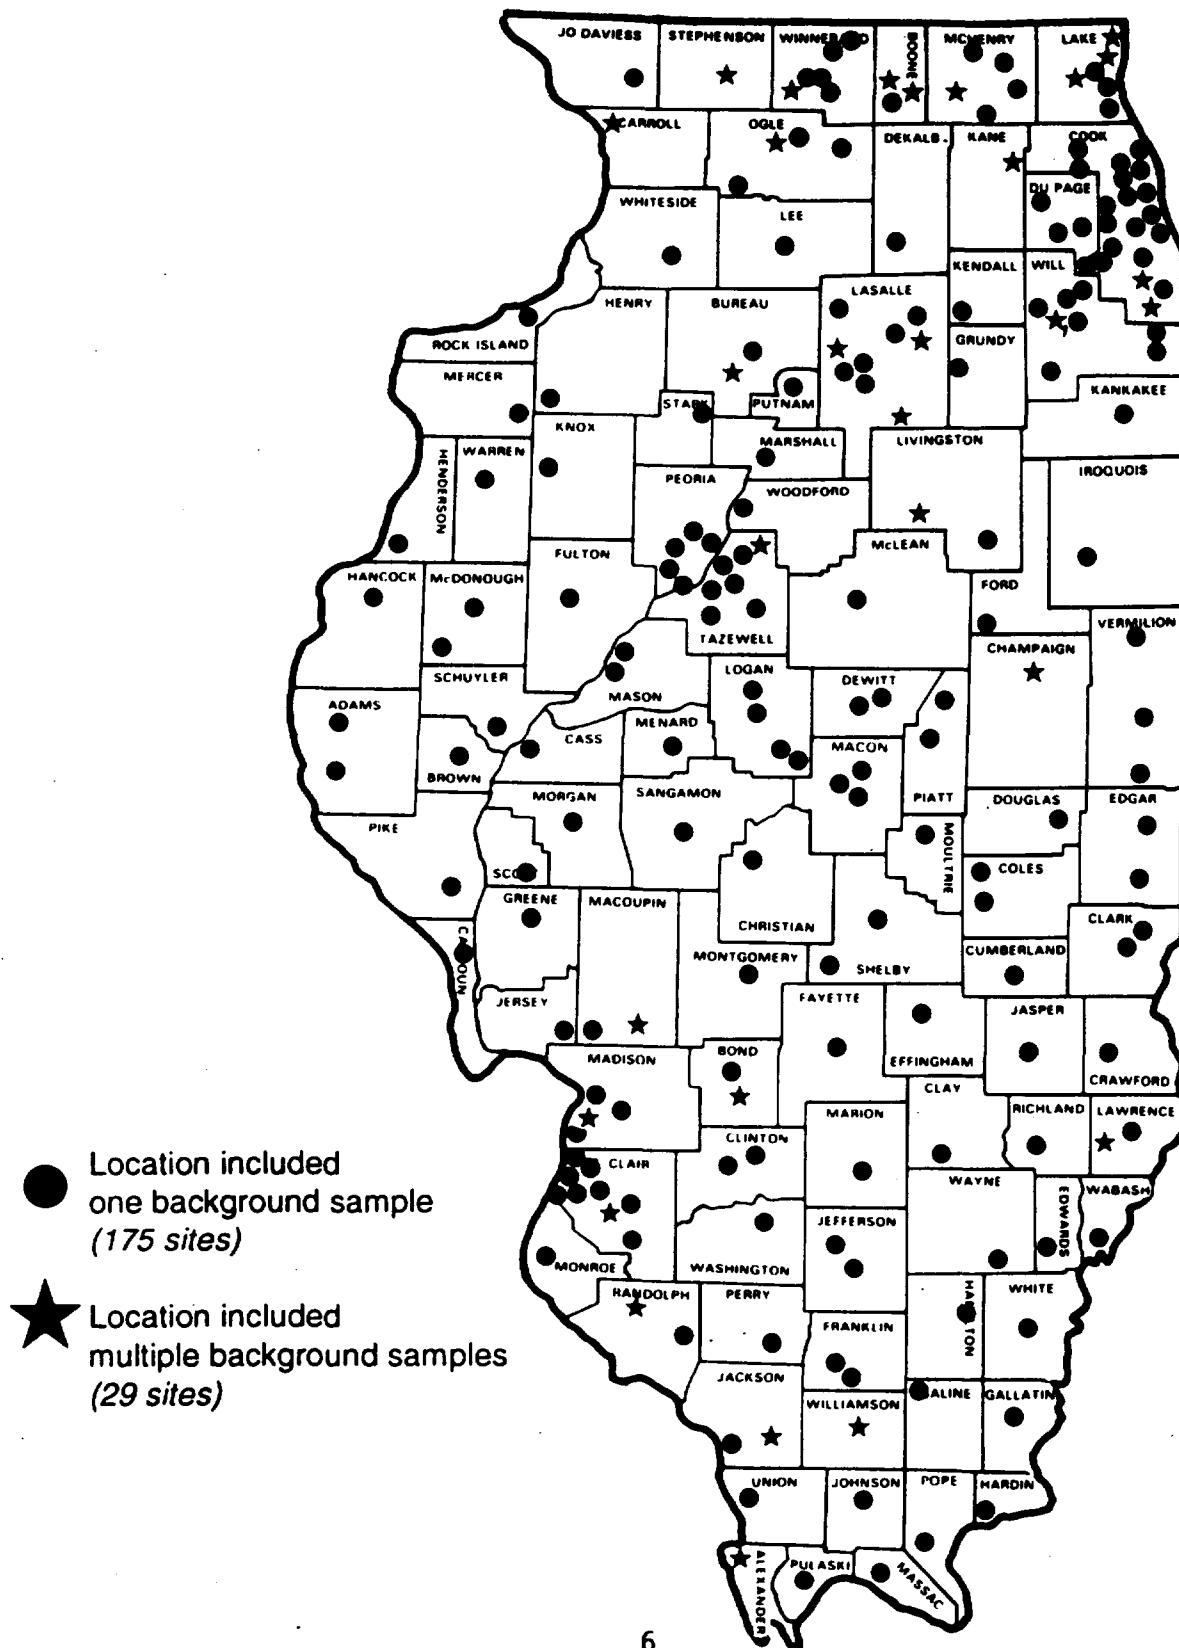 JO DAVIESS
STEPHENSON
BOONE
MCHENRY
LAKE
CARROLL
OGLE
DEKALB
KANE
COOK
DU PAGE
WHITESIDE
LEE
KENDALL
WILL
HENRY
BUREAU
LASALLE
ROCK ISLAND
GRUNDY
MERCER
KANKAKEE
PUTNAM
KNOX
MARSHALL
LIVINGSTON
HENDERSON
WARREN
PEORIA
WOODFORD
IROQUOIS
FULTON
McLEAN
HANCOCK
McDONOUGH
FORD
VERMILION
TAZEWELL
CHAMPAIGN
SCHUYLER
LOGAN
DEWITT
MASON
ADAMS
CASS
MENARD
MACON
BROWN
MORGAN
SANGAMON
PIATT
DOUGLAS
EDGAR
PIKE
MOULTRIE
COLES
GREENE
MACOUPIN
CHRISTIAN
CLARK
MONTGOMERY
SHELBY
CUMBERLAND
JERSEY
FAYETTE
JASPER
MADISON
BOND
EFFINGHAM
CRAWFORD
CLAY
MARION
RICHLAND
LAWRENCE
CLINTON
CLAIR
WAYNE
EDWARDS
WABASH
JEFFERSON
MONROE
WASHINGTON
RANDOLPH
PERRY
WHITE
FRANKLIN
JACKSON
WILLIAMSON
ALINE
GALLATIN
UNION
JOHNSON
POPE
HARDIN
ALEXANDER
PULASKI
MASSAC
Location included
one background sample
(175 sites)
Location included
multiple background samples
(29 sites)
6